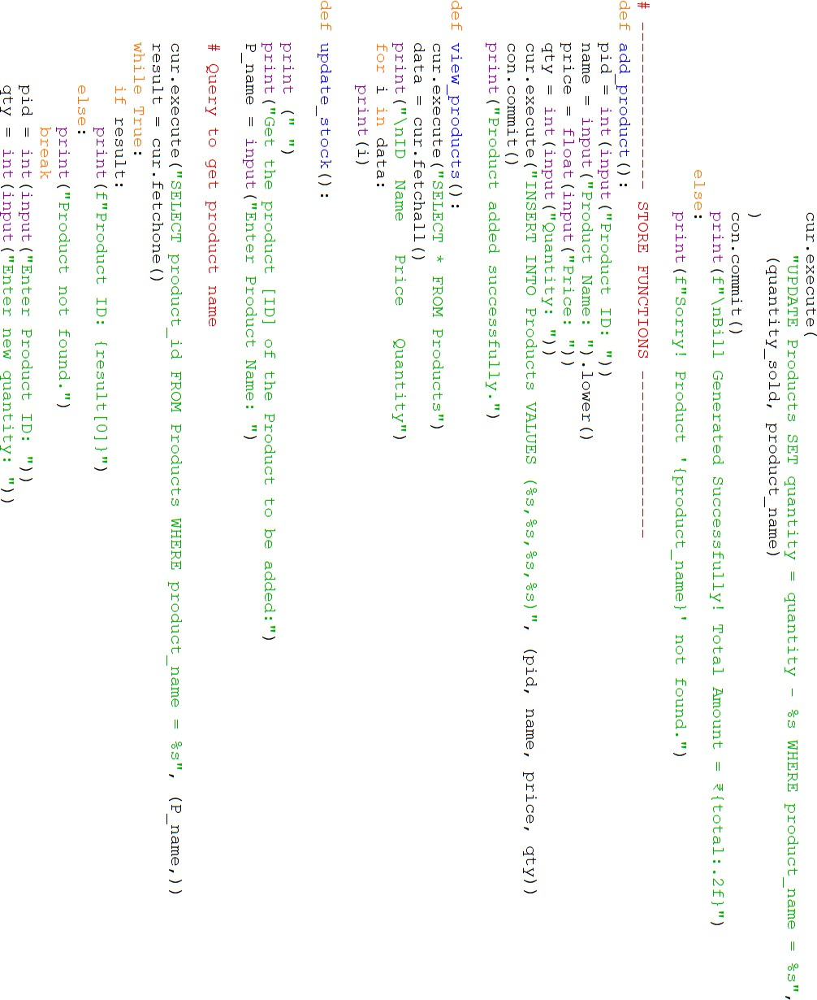 cur.execute(
"UPDATE Products SET quantity = quantity - %s WHERE product_name = %s",
(quantity_sold, product_name)
)
con.commit()
print(f"\nBill Generated Successfully! Total Amount = ₹{total:.2f}")
else:
print(f"Sorry! Product '{product_name}' not found.")
# ---------------- STORE FUNCTIONS ----------------
def add_product():
pid = int(input("Product ID: "))
name = input("Product Name: ").lower()
price = float(input("Price: "))
qty = int(input("Quantity: "))
cur.execute("INSERT INTO Products VALUES (%s,%s,%s,%s)", (pid, name, price, qty))
con.commit()
print("Product added successfully.")
def view_products():
cur.execute("SELECT * FROM Products")
data = cur.fetchall()
print("\nID  Name  Price   Quantity")
for i in data:
print(i)
def update_stock():
print (" ")
print("Get the product [ID] of the Product to be added:")
P_name = input("Enter Product Name: ")
# Query to get product name
cur.execute("SELECT product_id FROM Products WHERE product_name = %s", (P_name,))
result = cur.fetchone()
while True:
if result:
print(f"Product ID: {result[0]}")
else:
print("Product not found.")
break
pid = int(input("Enter Product ID: "))
qty = int(input("Enter new quantity: "))